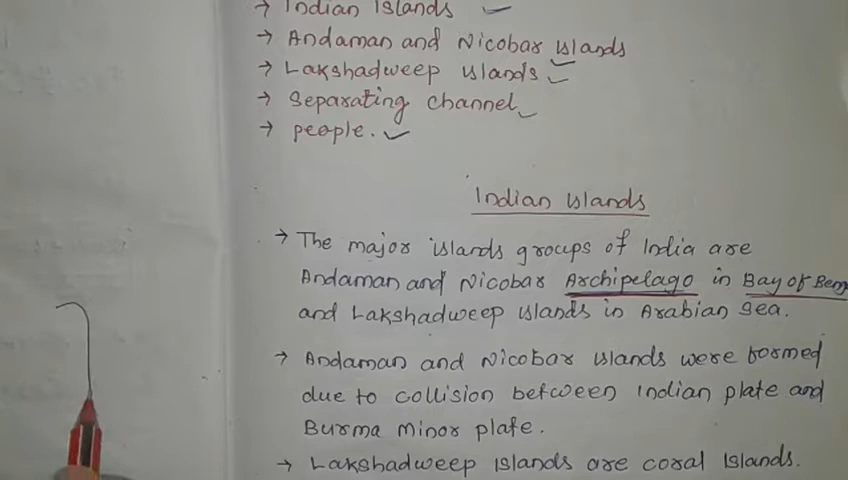 → Indian Islands
→ Andaman and Nicobar islands
→ Lakshadweep islands
→ Separating channel
→ people.
Indian islands
→ The major islands groups of India are
Andaman and Nicobar Archipelago in Bay of Beng
and Lakshadweep islands in Arabian Sea.
→ Andaman and Nicobar islands were formed
due to collision between Indian plate and
Burma minor plate.
→ Lakshadweep Islands are coral Islands.